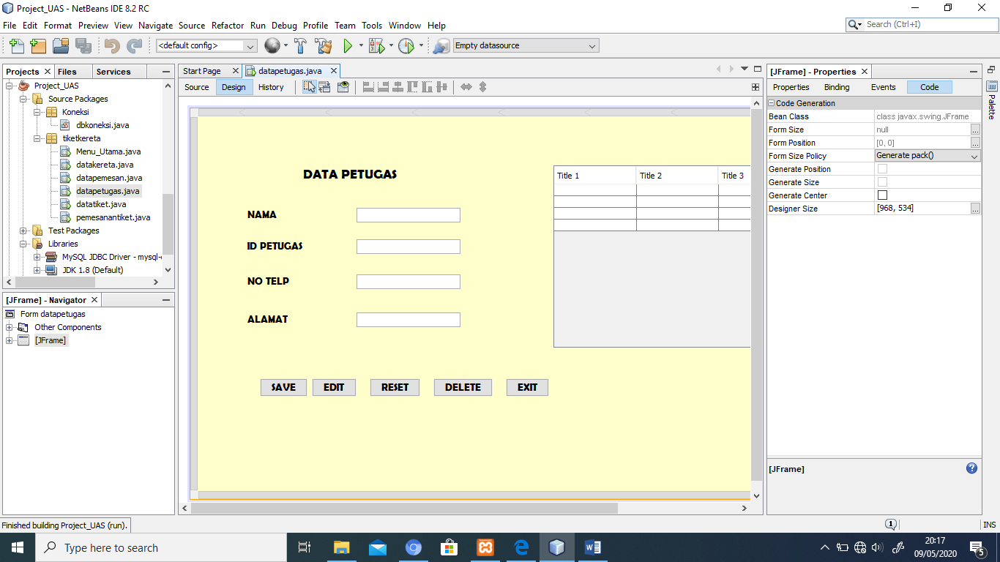 Project_UAS - NetBeans IDE 8.2 RC
File Edit Format Preview View Navigate Source Refactor Run Debug Profile Team Tools Window Help
Search (Ctrl+I)
<default config>
Empty datasource
Projects Files Services
Project_UAS
Source Packages
Koneksi
dbkoneksi.java
tiketkereta
Menu_Utama.java
datakereta.java
datapemesan.java
datapetugas.java
datatiket.java
pemesanantiket.java
Test Packages
Libraries
MySQL JDBC Driver - mysql-
JDK 1.8 (Default)
[JFrame] - Navigator
Form datapetugas
Other Components
[JFrame]
Start Page datapetugas.java
Source Design History
DATA PETUGAS
NAMA
ID PETUGAS
NO TELP
ALAMAT
Title 1 Title 2 Title 3
SAVE EDIT RESET DELETE EXIT
[JFrame] - Properties
Properties Binding Events Code
Code Generation
Bean Class class javax.swing.JFrame
Form Size null ...
Form Position [0, 0] ...
Form Size Policy Generate pack()
Generate Position
Generate Size
Generate Center
Designer Size [968, 534] ...
[JFrame]
Palette
Finished building Project_UAS (run).
1
INS
Type here to search
20:17
09/05/2020
5